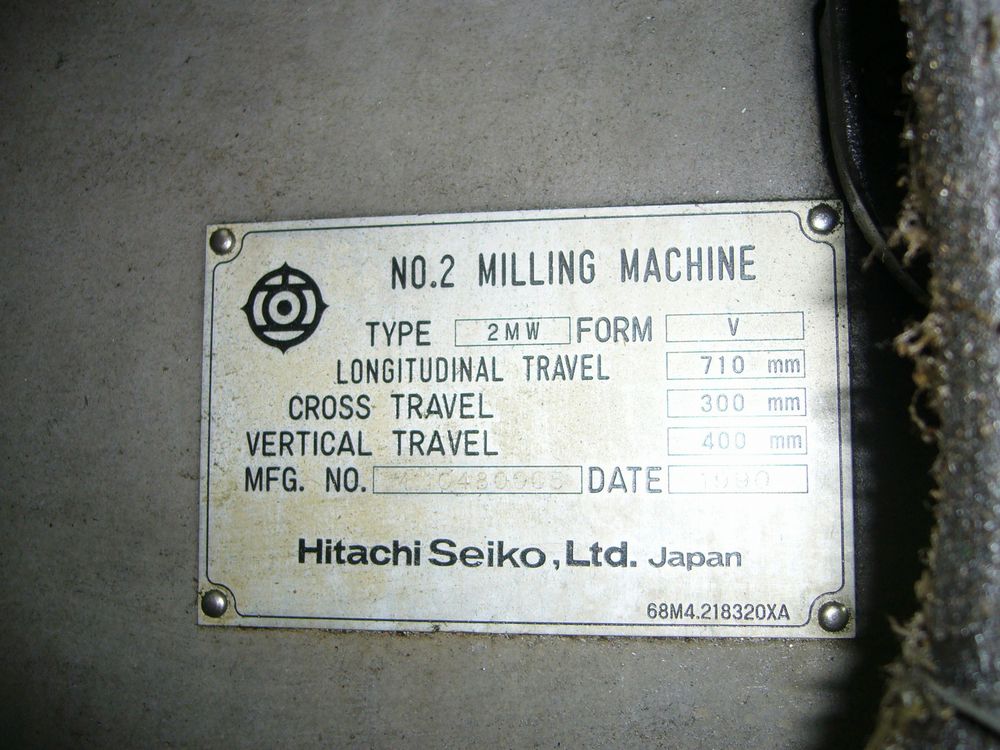 NO.2 MILLING MACHINE
TYPE 2MW FORM V
LONGITUDINAL TRAVEL 710 mm
CROSS TRAVEL 300 mm
VERTICAL TRAVEL 400 mm
MFG. NO. DATE 1990
Hitachi Seiko, Ltd. Japan
68M4.218320XA